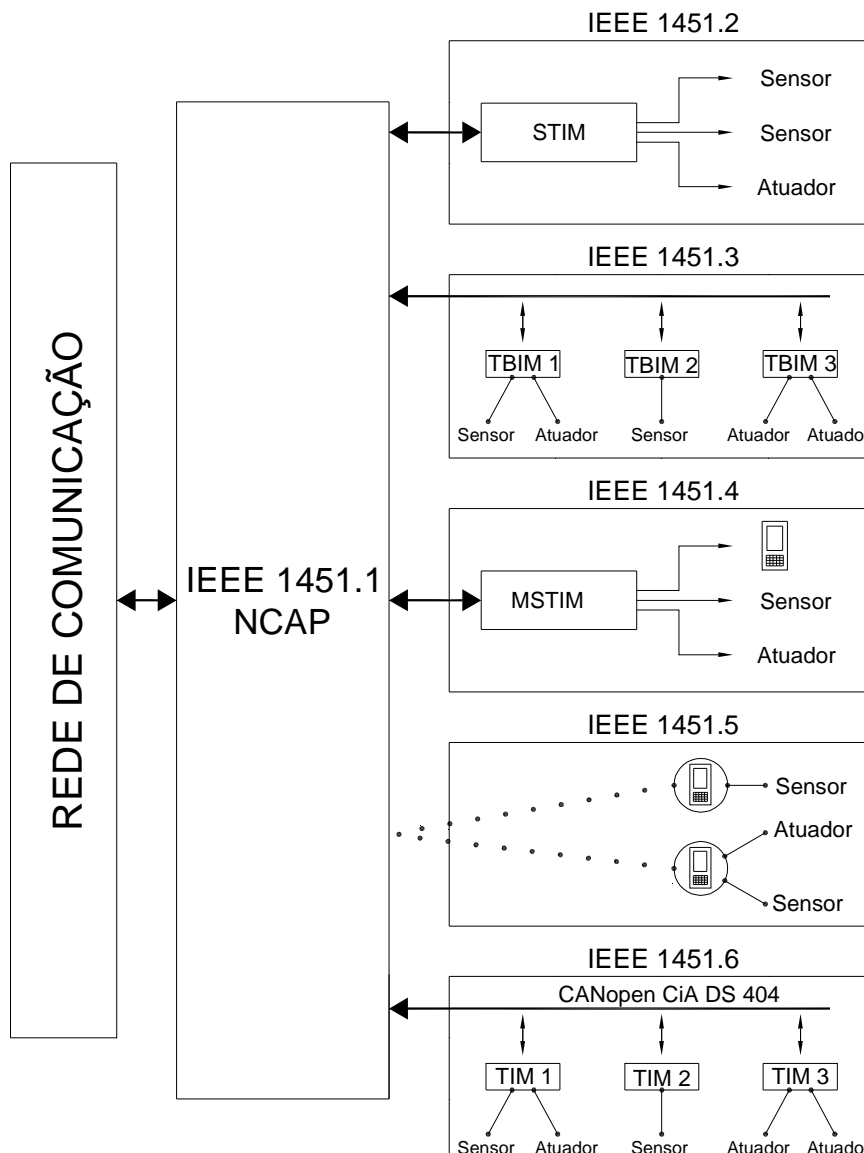 REDE DE COMUNICAÇÃO
IEEE 1451.1
NCAP
IEEE 1451.2
STIM
Sensor
Sensor
Atuador
IEEE 1451.3
TBIM 1
TBIM 2
TBIM 3
Sensor Atuador Sensor Atuador Atuado
IEEE 1451.4
MSTIM
Sensor
Atuador
IEEE 1451.5
Sensor
Atuador
Sensor
IEEE 1451.6
CANopen CiA DS 404
TIM 1
TIM 2
TIM 3
Sensor Atuador Sensor Atuador Atuado